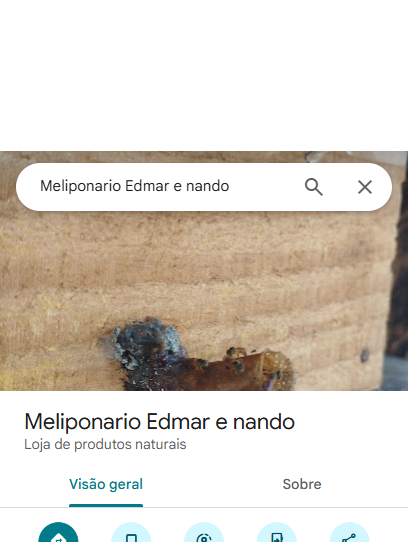 Meliponario Edmar e nando
Meliponario Edmar e nando
Loja de produtos naturais
Visão geral
Sobre